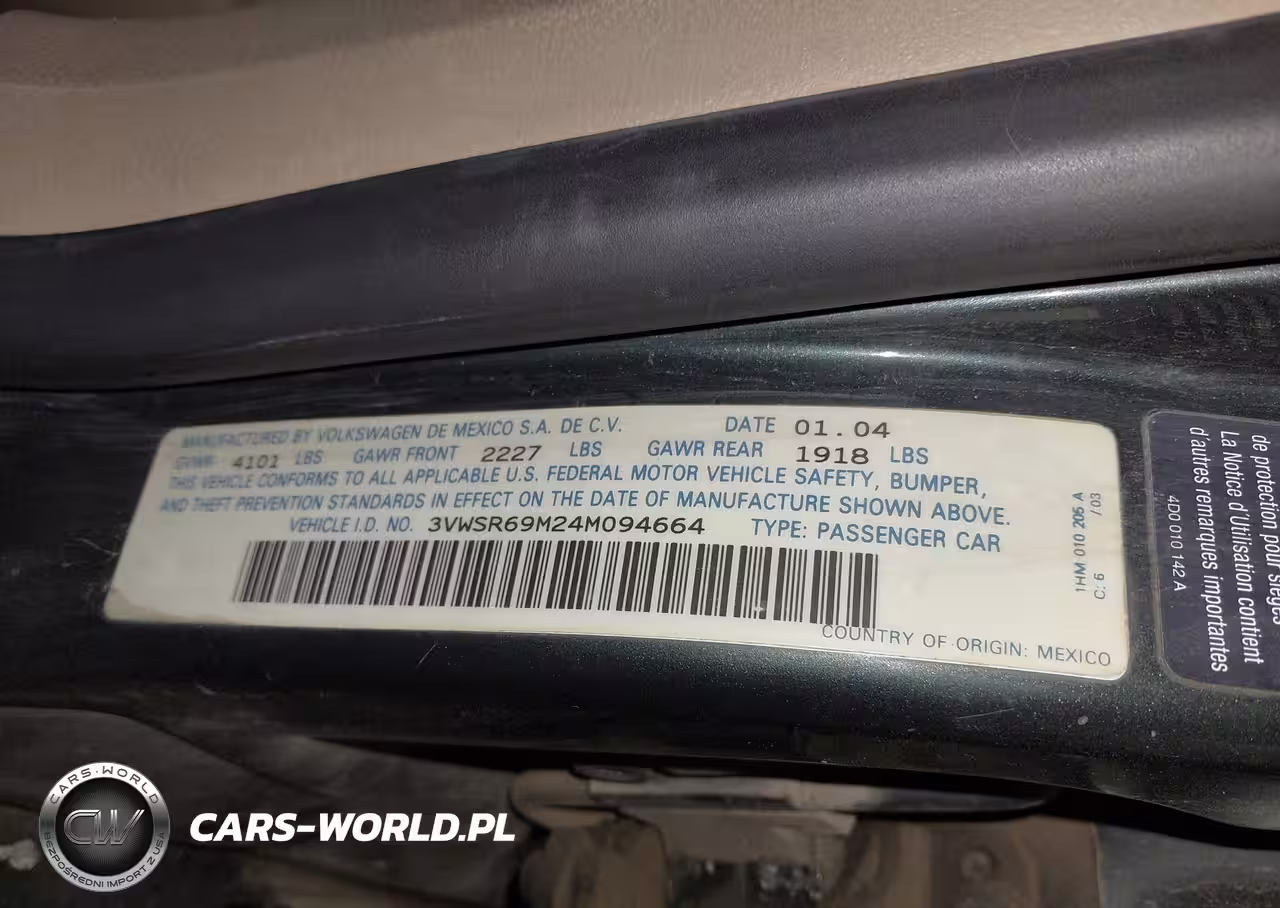 MANUFACTURED BY VOLKSWAGEN DE MEXICO S.A. DE C.V. DATE 01.04
GVWR 4101 LBS GAWR FRONT 2227 LBS GAWR REAR 1918 LBS
THIS VEHICLE CONFORMS TO ALL APPLICABLE U.S. FEDERAL MOTOR VEHICLE SAFETY, BUMPER,
AND THEFT PREVENTION STANDARDS IN EFFECT ON THE DATE OF MANUFACTURE SHOWN ABOVE.
VEHICLE I.D. NO. 3VWSR69M24M094664 TYPE: PASSENGER CAR
COUNTRY OF ORIGIN: MEXICO
1HM 010 205 A /03
C: 6
de protection pour sièges
La Notice d'Utilisation contient
d'autres remarques importantes
4D0 010 142 A
CARS-WORLD
CW
BEZPOŚREDNI IMPORT Z USA
CARS-WORLD.PL